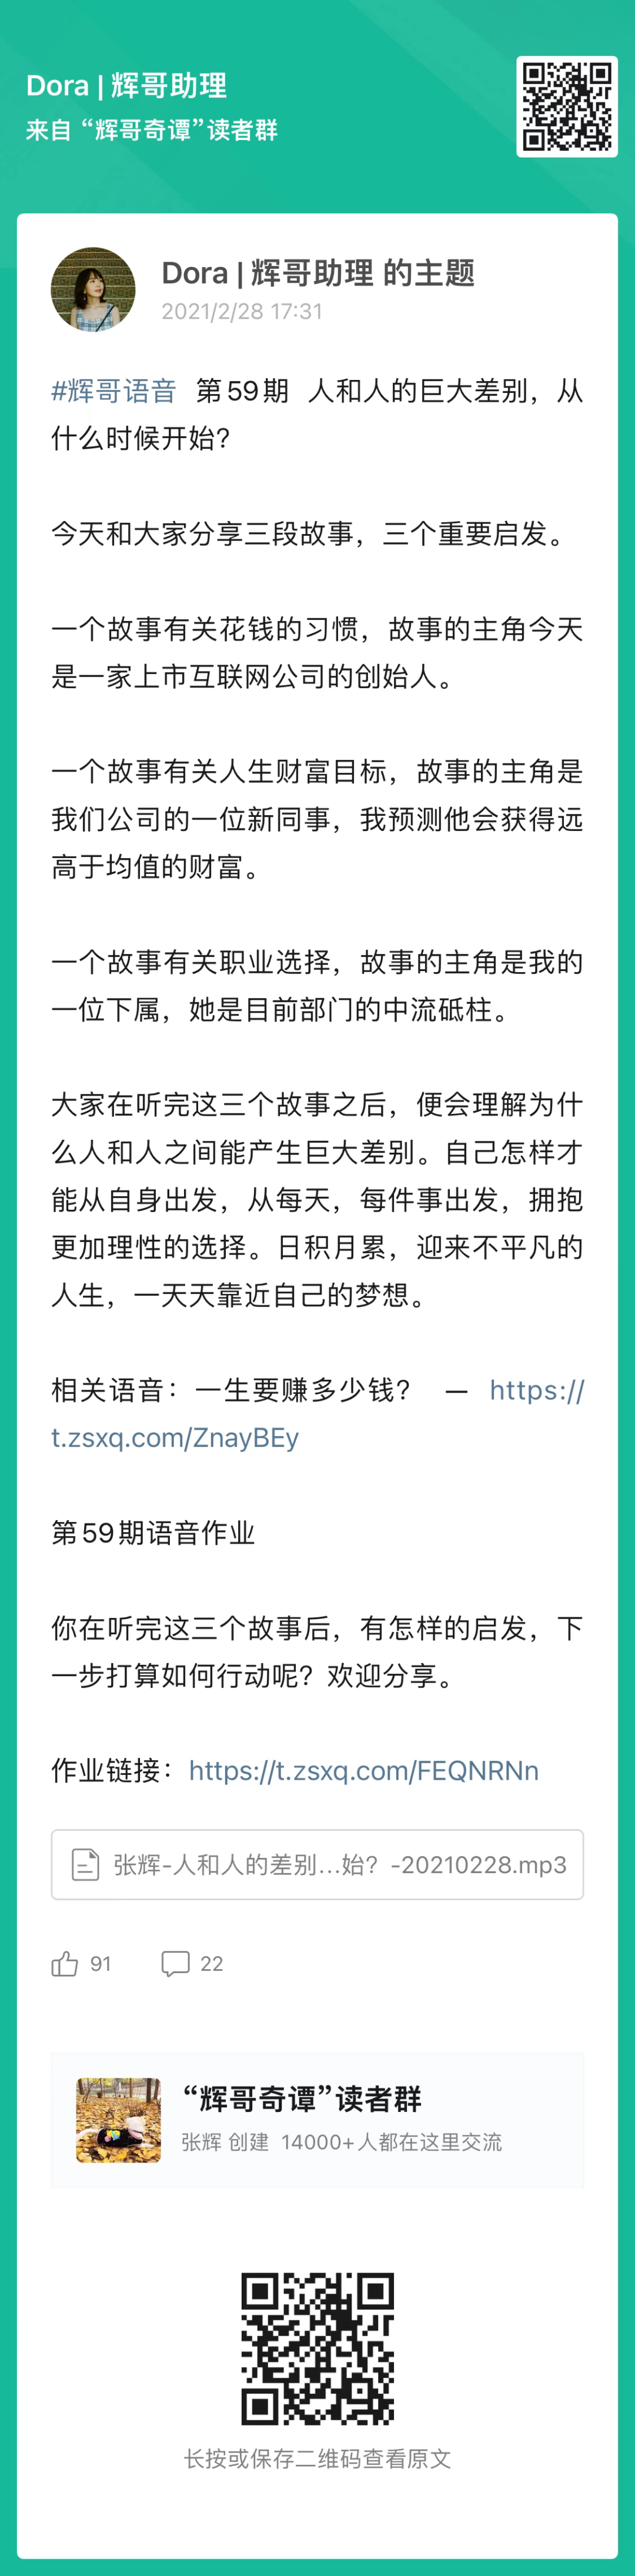 Dora | 辉哥助理
来自 “辉哥奇谭”读者群
Dora | 辉哥助理 的主题
2021/2/28 17:31
#辉哥语音 第59期 人和人的巨大差别，从
什么时候开始?
今天和大家分享三段故事，三个重要启发。
一个故事有关花钱的习惯，故事的主角今天
是一家上市互联网公司的创始人。
一个故事有关人生财富目标，故事的主角是
我们公司的一位新同事，我预测他会获得远
高于均值的财富。
一个故事有关职业选择，故事的主角是我的
一位下属，她是目前部门的中流砥柱。
大家在听完这三个故事之后，便会理解为什
么人和人之间能产生巨大差别。自己怎样才
能从自身出发，从每天，每件事出发，拥抱
更加理性的选择。日积月累，迎来不平凡的
人生，一天天靠近自己的梦想。
相关语音：一生要赚多少钱? — https://
t.zsxq.com/ZnayBEy
第59期语音作业
你在听完这三个故事后，有怎样的启发，下
一步打算如何行动呢? 欢迎分享。
作业链接：https://t.zsxq.com/FEQNRNn
张辉-人和人的差别...始? -20210228.mp3
91 22
“辉哥奇谭”读者群
张辉 创建 14000+人都在这里交流
长按或保存二维码查看原文